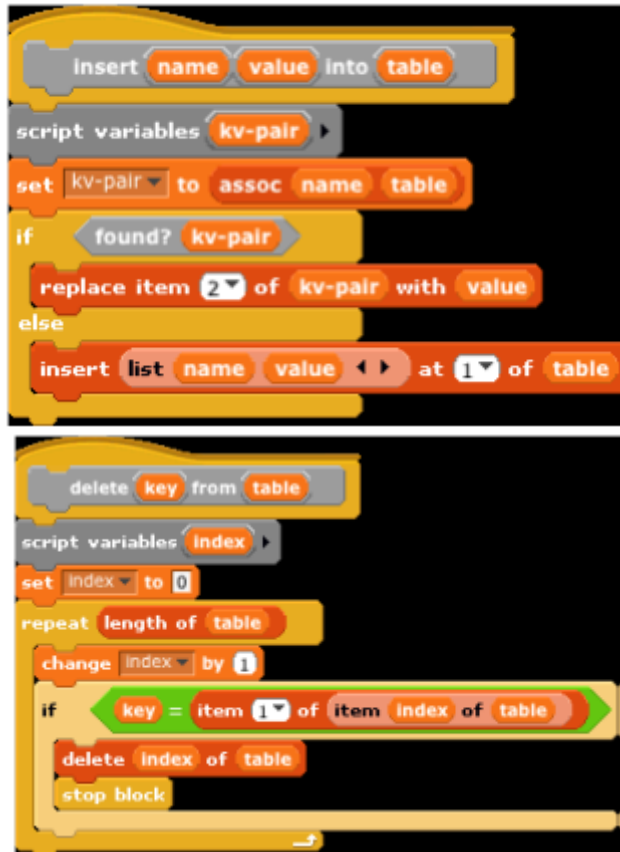 insert name value into table
script variables kv-pair
set kv-pair to assoc name table
if found? kv-pair
replace item 2 of kv-pair with value
else
insert list name value at 1 of table
delete key from table
script variables index
set index to 0
repeat length of table
change index by 1
if key = item 1 of item index of table
delete index of table
stop block